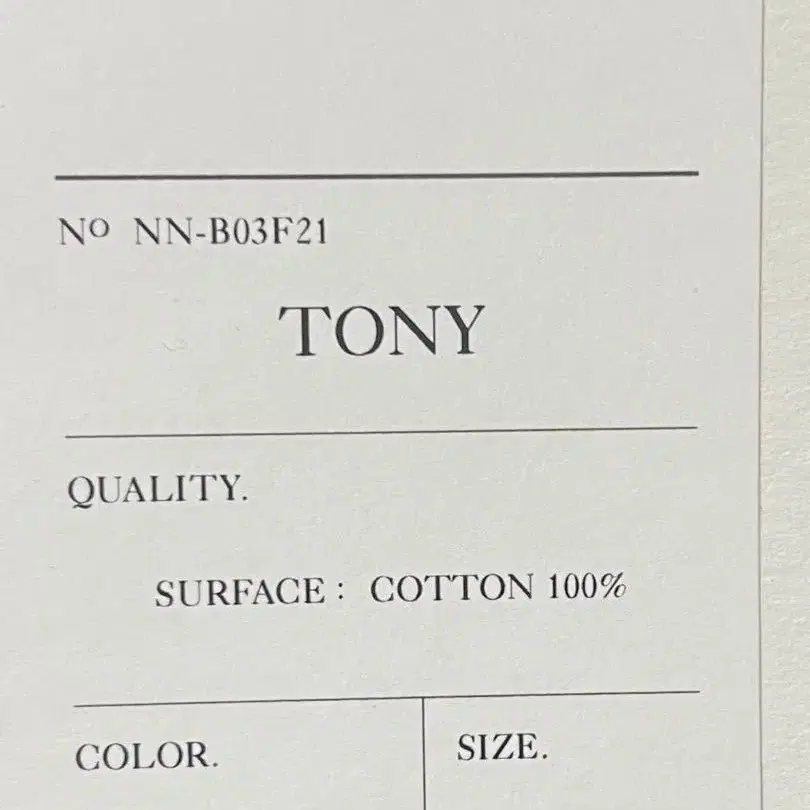 Nº NN-B03F21
TONY
QUALITY.
SURFACE : COTTON 100%
COLOR.
SIZE.